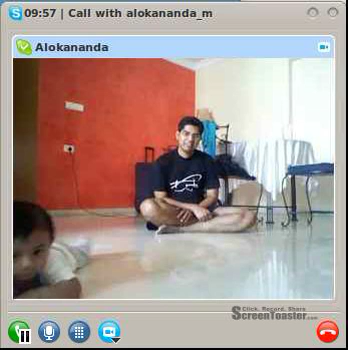 09:57 | Call with alokananda_m
Alokananda
Click. Record. Share
SCREENTOASTER.com